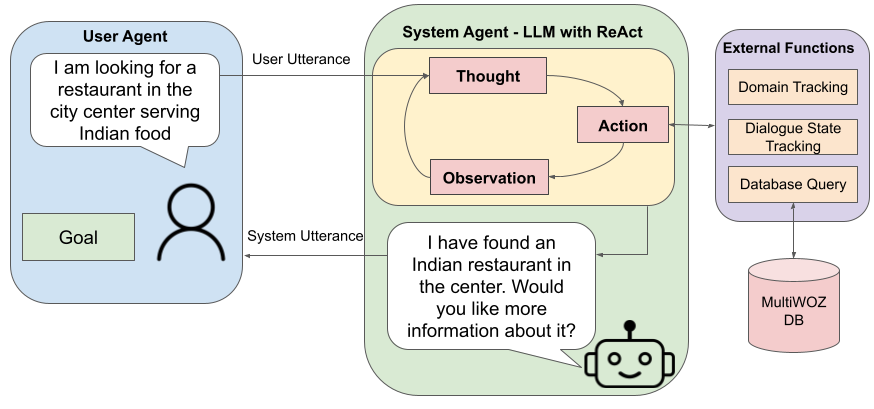 User Agent
I am looking for a
restaurant in the
city center serving
Indian food
Goal
User Utterance
System Utterance
System Agent - LLM with ReAct
Thought
Action
Observation
I have found an
Indian restaurant in
the center. Would
you like more
information about it?
External Functions
Domain Tracking
Dialogue State
Tracking
Database Query
MultiWOZ
DB